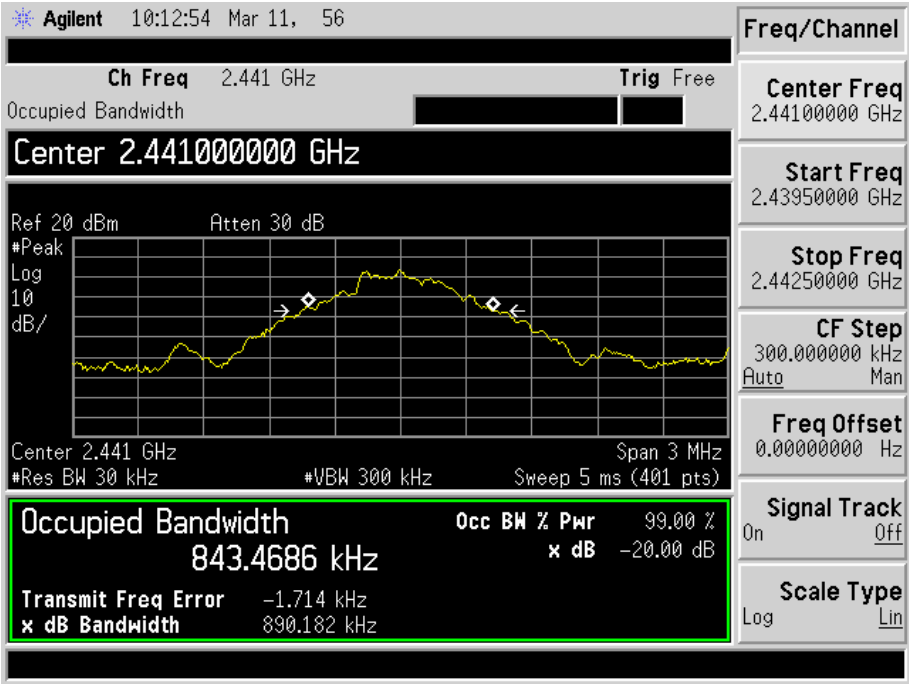 Agilent 10:12:54 Mar 11, 56
Ch Freq 2.441 GHz Trig Free
Occupied Bandwidth
Center 2.441000000 GHz
Ref 20 dBm Atten 30 dB
#Peak
Log
10
dB/
Center 2.441 GHz Span 3 MHz
#Res BW 30 kHz #VBW 300 kHz Sweep 5 ms (401 pts)
Occupied Bandwidth Occ BW % Pwr 99.00 %
843.4686 kHz x dB -20.00 dB
Transmit Freq Error -1.714 kHz
x dB Bandwidth 890.182 kHz
Freq/Channel
Center Freq
2.44100000 GHz
Start Freq
2.43950000 GHz
Stop Freq
2.44250000 GHz
CF Step
300.000000 kHz
Auto Man
Freq Offset
0.00000000 Hz
Signal Track
On Off
Scale Type
Log Lin